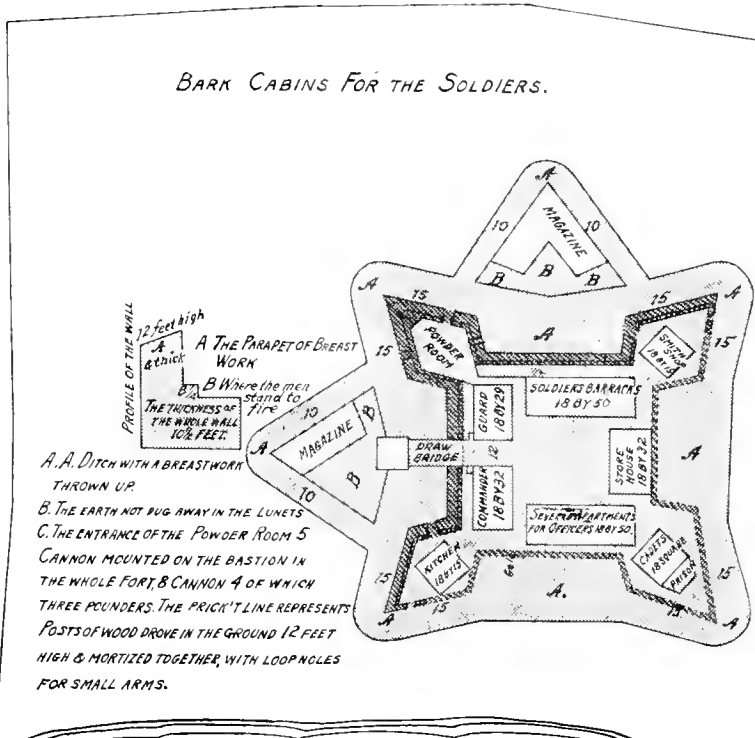 BARK CABINS FOR THE SOLDIERS.
A
10
10
MAGAZINE
B
B
B
A
15
15
A
A
15
15
POWDER
ROOM
SMITH
SHOP
18 BY 15
SOLDIERS BARRACKS
18 BY 50
GUARD
18 BY 29
PROFILE OF THE WALL
12 feet high
A
4 thick
B
THE THICKNESS OF
THE WHOLE WALL
10½ FEET.
A THE PARAPET OF BREAST
WORK
B Where the men
stand to
fire
10
A
10
MAGAZINE
B
B
DRAW
BRIDGE
12
COMMANDER
18 BY 32
STORE
HOUSE
18 BY 32
A
SEVERAL APARTMENTS
FOR OFFICERS 18 BY 50
KITCHEN
18 BY 15
CADETS
18 SQUARE
PRISON
15
15
15
15
A
A.
A
A.A. DITCH WITH A BREASTWORK
THROWN UP.
B. THE EARTH NOT DUG AWAY IN THE LUNETS
C. THE ENTRANCE OF THE POWDER ROOM 5
CANNON MOUNTED ON THE BASTION IN
THE WHOLE FORT, 8 CANNON 4 OF WHICH
THREE POUNDERS. THE PRICK'T LINE REPRESENTS
POSTS OF WOOD DROVE IN THE GROUND 12 FEET
HIGH & MORTIZED TOGETHER, WITH LOOPNOLES
FOR SMALL ARMS.